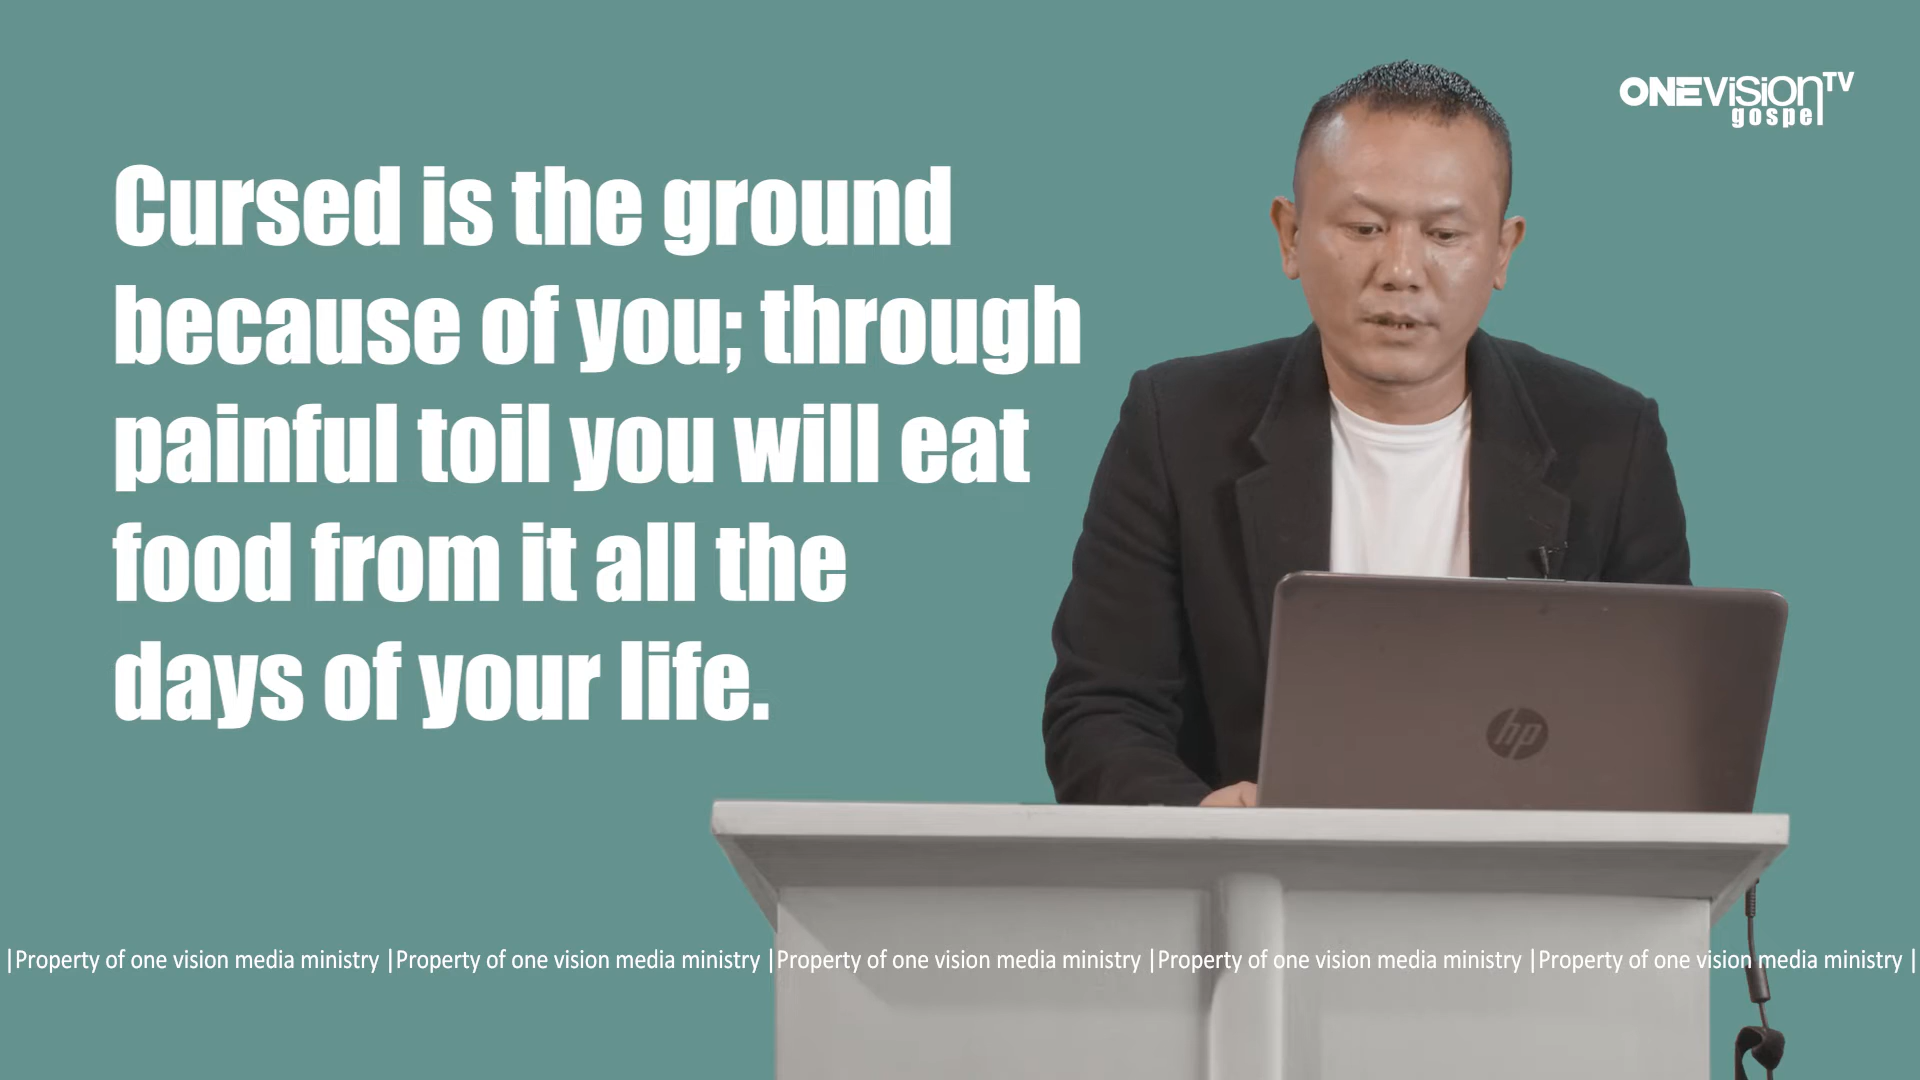 ONEVISION TV
gospel
Cursed is the ground
because of you; through
painful toil you will eat
food from it all the
days of your life.
hp
|Property of one vision media ministry |Property of one vision media ministry |Property of one vision media ministry |Property of one vision media ministry |Property of one vision media ministry |